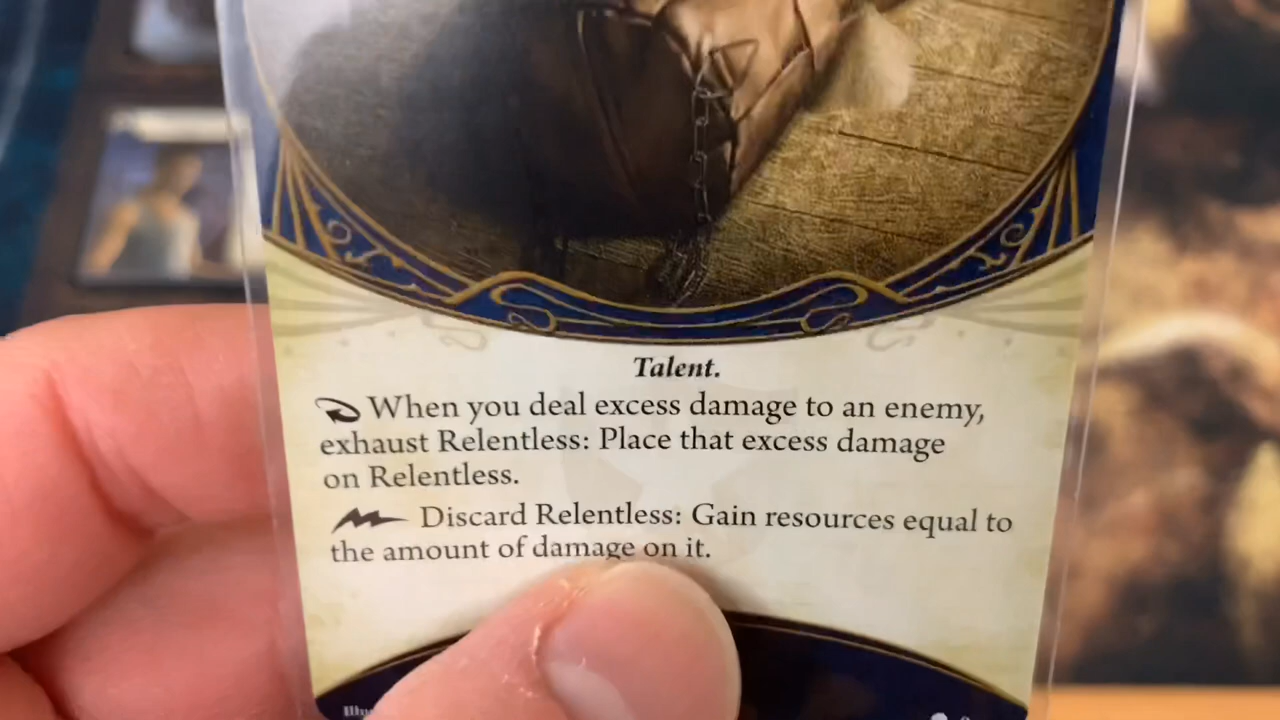 Talent.
When you deal excess damage to an enemy,
exhaust Relentless: Place that excess damage
on Relentless.
Discard Relentless: Gain resources equal to
the amount of damage on it.